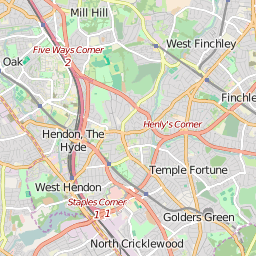 Mill Hill
Five Ways Corner
2
West Finchley
Oak
Finchle
Henly's Corner
Hendon, The
Hyde
Temple Fortune
West Hendon
Staples Corner
1 1
Golders Green
North Cricklewood